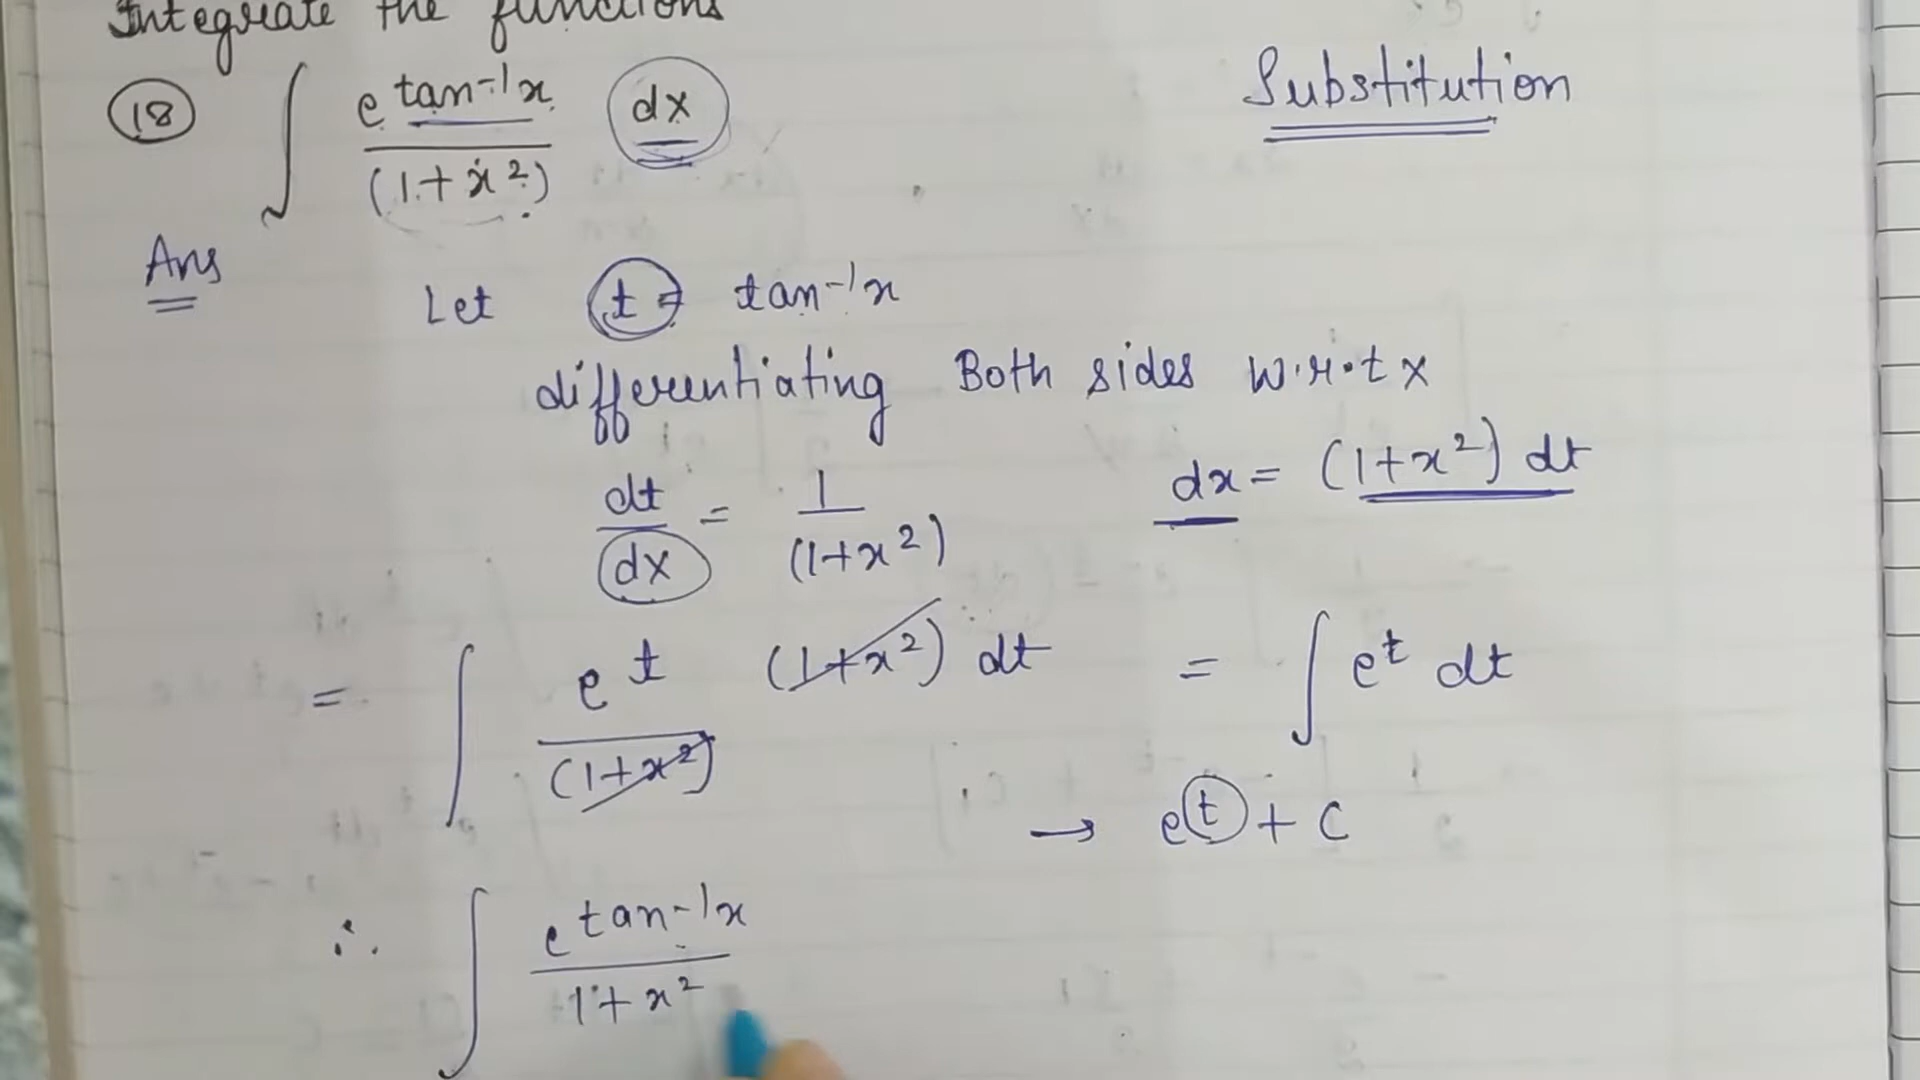 Integrate the functions
Substitution
(18) ∫ e^(tan⁻¹x) / (1+x²) dx
Ans
Let t = tan⁻¹x
differentiating Both sides w.r.t x
dt/dx = 1/(1+x²)   dx = (1+x²) dt
= ∫ e^t / (1+x²) (1+x²) dt = ∫ e^t dt
→ e^t + C
∴ ∫ e^(tan⁻¹x) / 1+x²